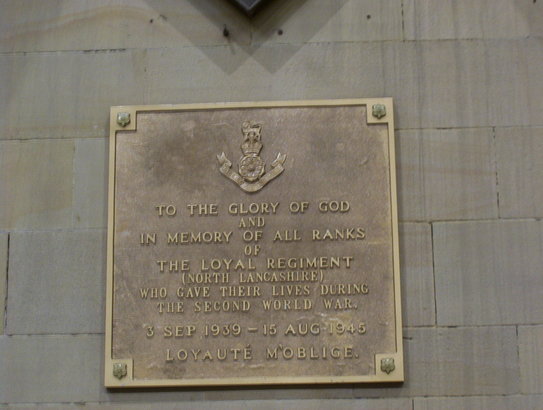 TO THE GLORY OF GOD
AND
IN MEMORY OF ALL RANKS
OF
THE LOYAL REGIMENT
(NORTH LANCASHIRE)
WHO GAVE THEIR LIVES DURING
THE SECOND WORLD WAR.
3 SEP 1939-15 AUG 1945
LOYAUTÉ M'OBLIGE.